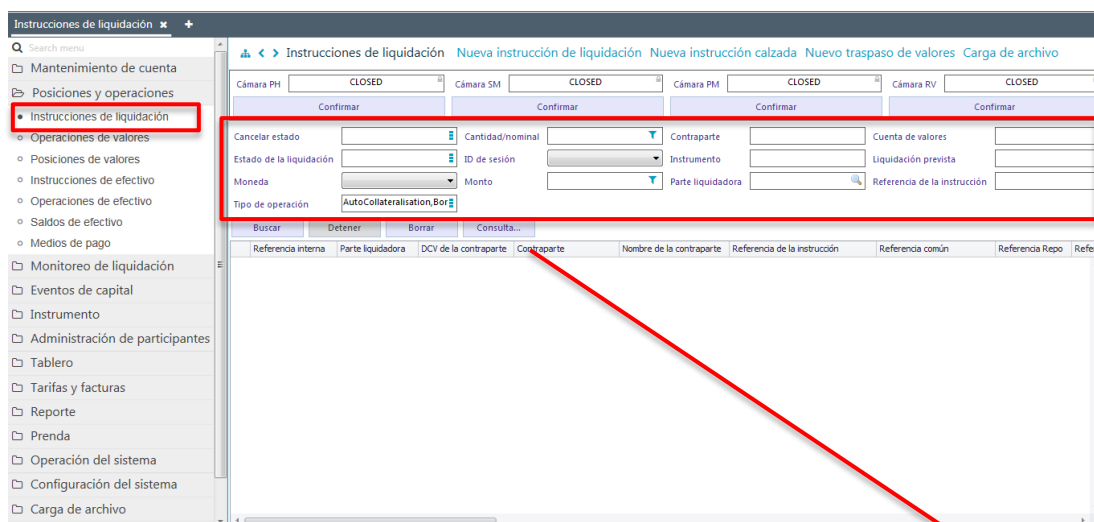 Instrucciones de liquidación × +
Search menu
Mantenimiento de cuenta
Posiciones y operaciones
Instrucciones de liquidación
Operaciones de valores
Posiciones de valores
Instrucciones de efectivo
Operaciones de efectivo
Saldos de efectivo
Medios de pago
Monitoreo de liquidación
Eventos de capital
Instrumento
Administración de participantes
Tablero
Tarifas y facturas
Reporte
Prenda
Operación del sistema
Configuración del sistema
Carga de archivo
Instrucciones de liquidación Nueva instrucción de liquidación Nueva instrucción calzada Nuevo traspaso de valores Carga de archivo
Cámara PH CLOSED Cámara SM CLOSED Cámara PM CLOSED Cámara RV CLOSED
Confirmar Confirmar Confirmar Confirmar
Cancelar estado Cantidad/nominal Contraparte Cuenta de valores
Estado de la liquidación ID de sesión Instrumento Liquidación prevista
Moneda Monto Parte liquidadora Referencia de la instrucción
Tipo de operación AutoCollateralisation,Bor
Buscar Detener Borrar Consulta...
Referencia interna Parte liquidadora DCV de la contraparte Contraparte Nombre de la contraparte Referencia de la instrucción Referencia común Referencia Repo Refe